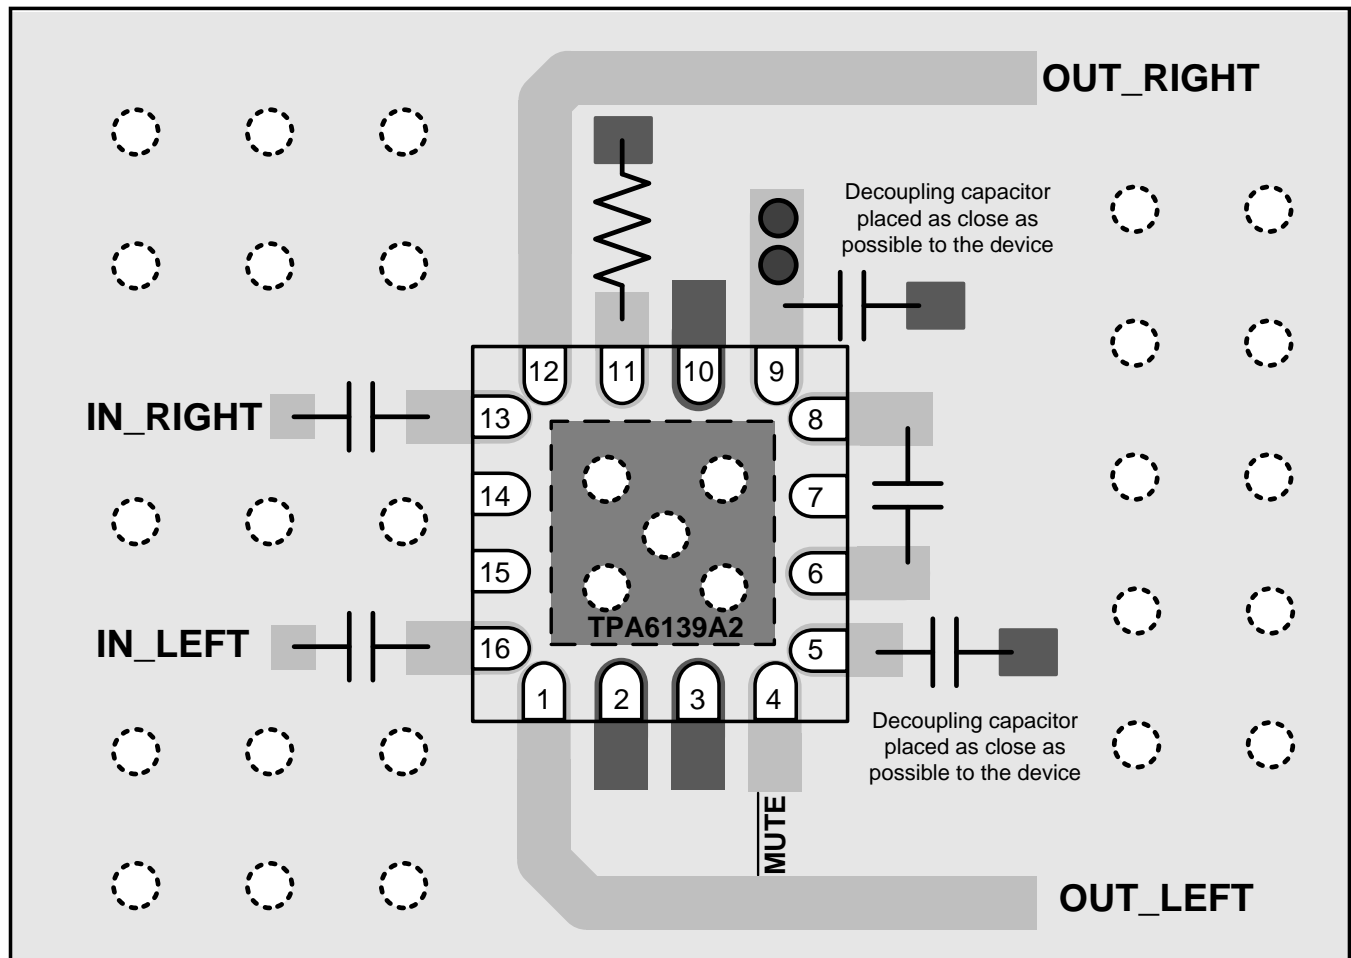 OUT_RIGHT
Decoupling capacitor
placed as close as
possible to the device
12
11
10
9
IN_RIGHT
13
8
14
7
15
6
IN_LEFT
16
TPA6139A2
5
1
2
3
4
Decoupling capacitor
placed as close as
possible to the device
MUTE
OUT_LEFT